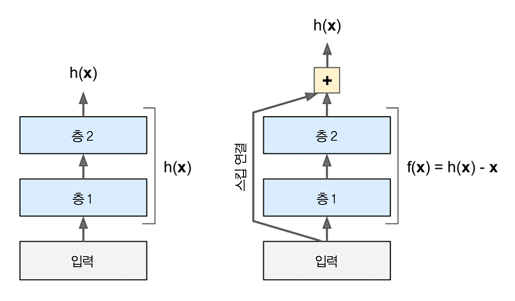 h(x)
층 2
층 1
h(x)
입력
h(x)
+
스킵 연결
층 2
층 1
f(x) = h(x) - x
입력